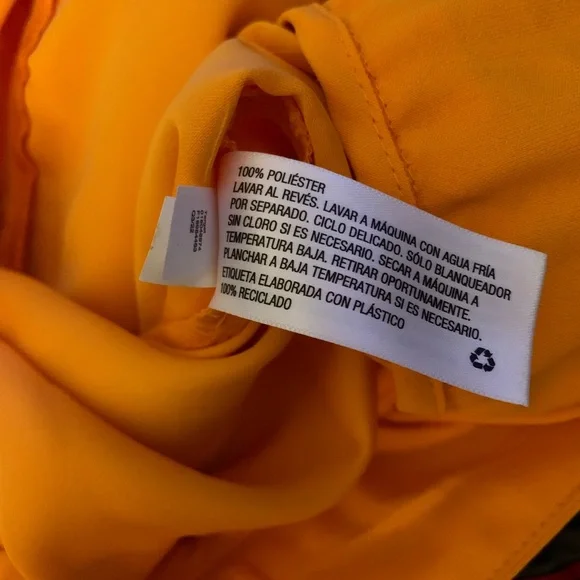 100% POLIÉSTER
LAVAR AL REVÉS. LAVAR A MÁQUINA CON AGUA FRÍA
POR SEPARADO. CICLO DELICADO. SÓLO BLANQUEADOR
SIN CLORO SI ES NECESARIO. SECAR A MÁQUINA A
TEMPERATURA BAJA. RETIRAR OPORTUNAMENTE.
PLANCHAR A BAJA TEMPERATURA SI ES NECESARIO.
ETIQUETA ELABORADA CON PLÁSTICO
100% RECICLADO